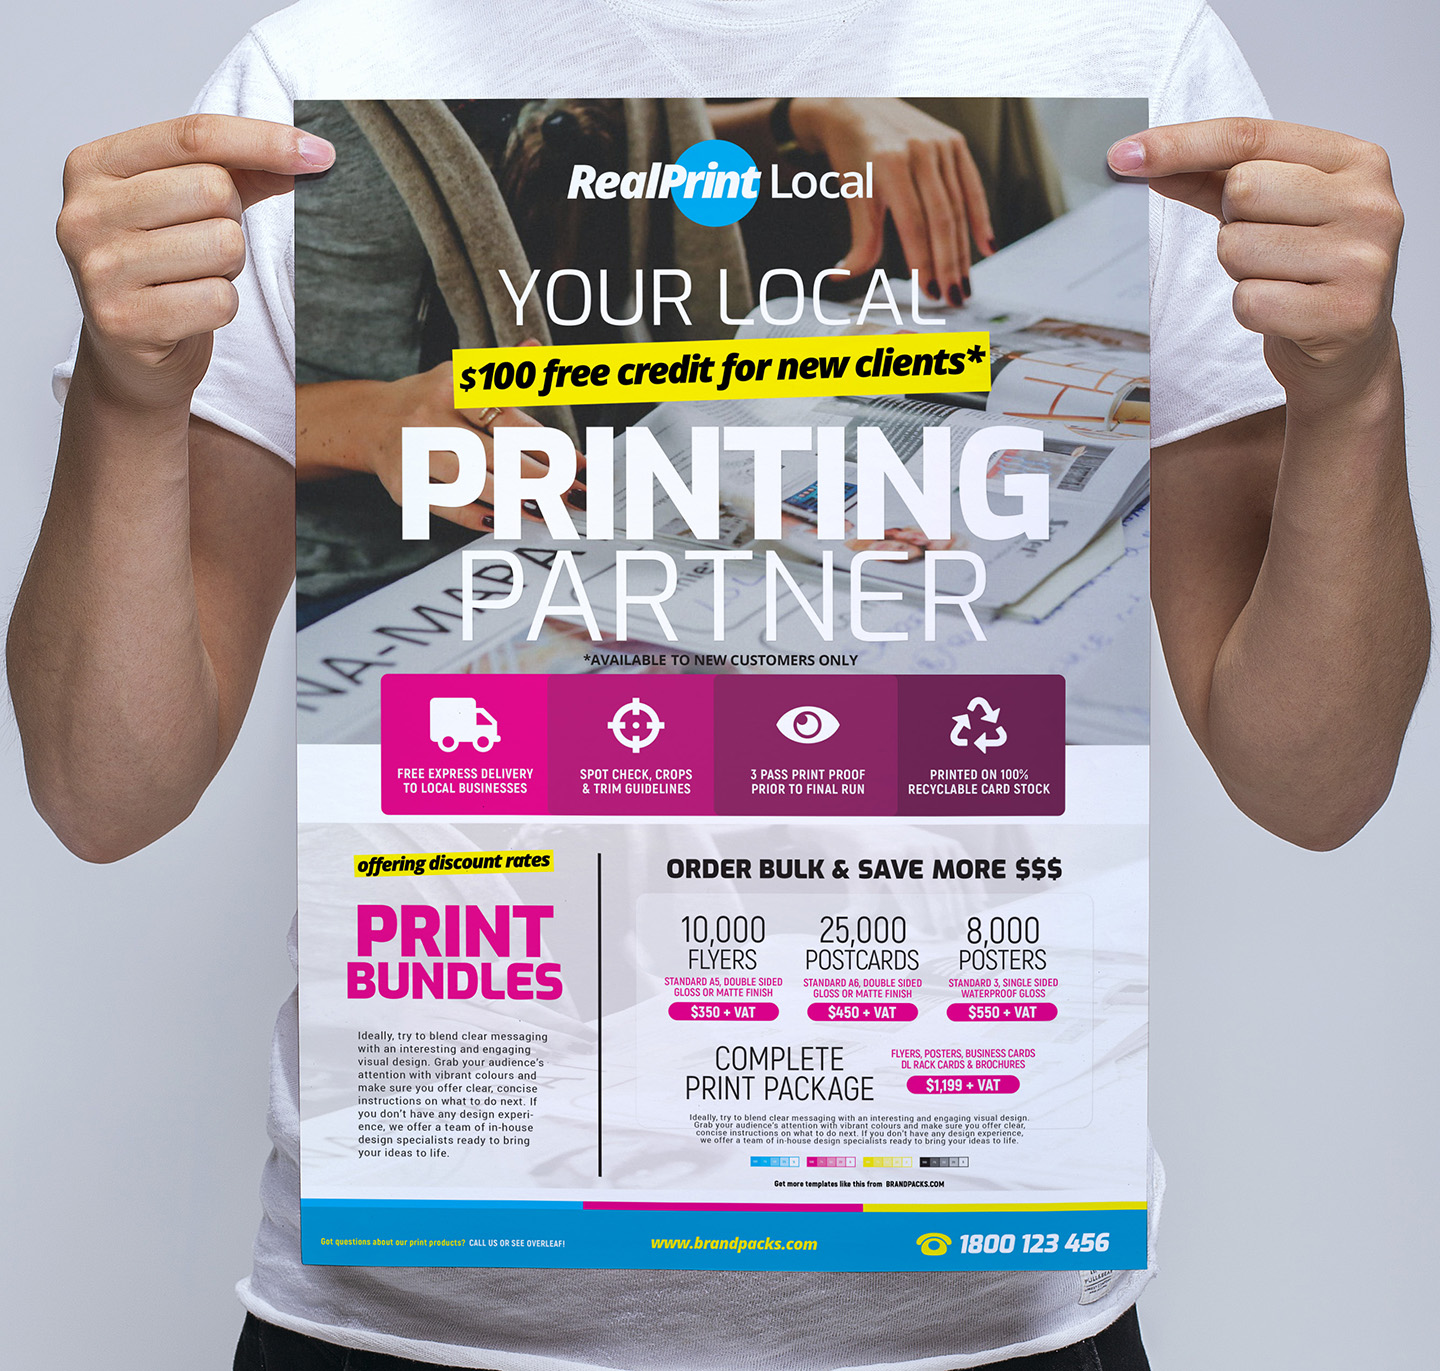 RealPrint Local
YOUR LOCAL
$100 free credit for new clients*
PRINTING
PARTNER
*AVAILABLE TO NEW CUSTOMERS ONLY
FREE EXPRESS DELIVERY
TO LOCAL BUSINESSES
SPOT CHECK, CROPS
& TRIM GUIDELINES
3 PASS PRINT PROOF
PRIOR TO FINAL RUN
PRINTED ON 100%
RECYCLABLE CARD STOCK
offering discount rates
PRINT
BUNDLES
Ideally, try to blend clear messaging
with an interesting and engaging
visual design. Grab your audience's
attention with vibrant colours and
make sure you offer clear, concise
instructions on what to do next. If
you don't have any design experi-
ence, we offer a team of in-house
design specialists ready to bring
your ideas to life.
ORDER BULK & SAVE MORE $$$
10,000
FLYERS
STANDARD A5, DOUBLE SIDED
GLOSS OR MATTE FINISH
$350 + VAT
25,000
POSTCARDS
STANDARD A6, DOUBLE SIDED
GLOSS OR MATTE FINISH
$450 + VAT
8,000
POSTERS
STANDARD 3, SINGLE SIDED
WATERPROOF GLOSS
$550 + VAT
COMPLETE
PRINT PACKAGE
FLYERS, POSTERS, BUSINESS CARDS
DL RACK CARDS & BROCHURES
$1,199 + VAT
Ideally, try to blend clear messaging with an interesting and engaging visual design.
Grab your audience's attention with vibrant colours and make sure you offer clear,
concise instructions on what to do next. If you don't have any design experience,
we offer a team of in-house design specialists ready to bring your ideas to life.
Get more templates like this from BRANDPACKS.COM
Got questions about our print products? CALL US OR SEE OVERLEAF!
www.brandpacks.com
1800 123 456